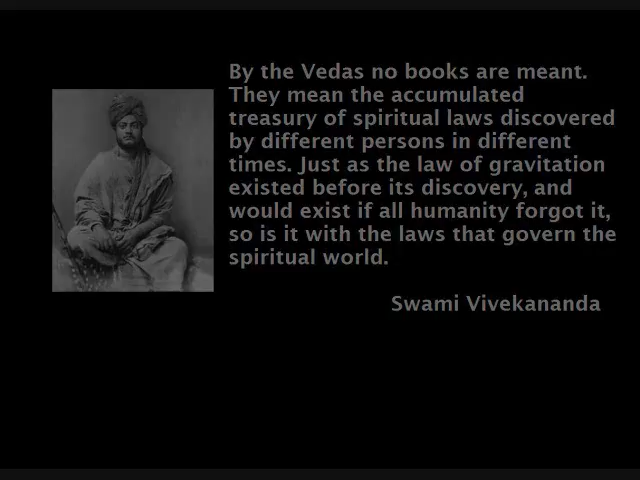 By the Vedas no books are meant.
They mean the accumulated
treasury of spiritual laws discovered
by different persons in different
times. Just as the law of gravitation
existed before its discovery, and
would exist if all humanity forgot it,
so is it with the laws that govern the
spiritual world.
Swami Vivekananda